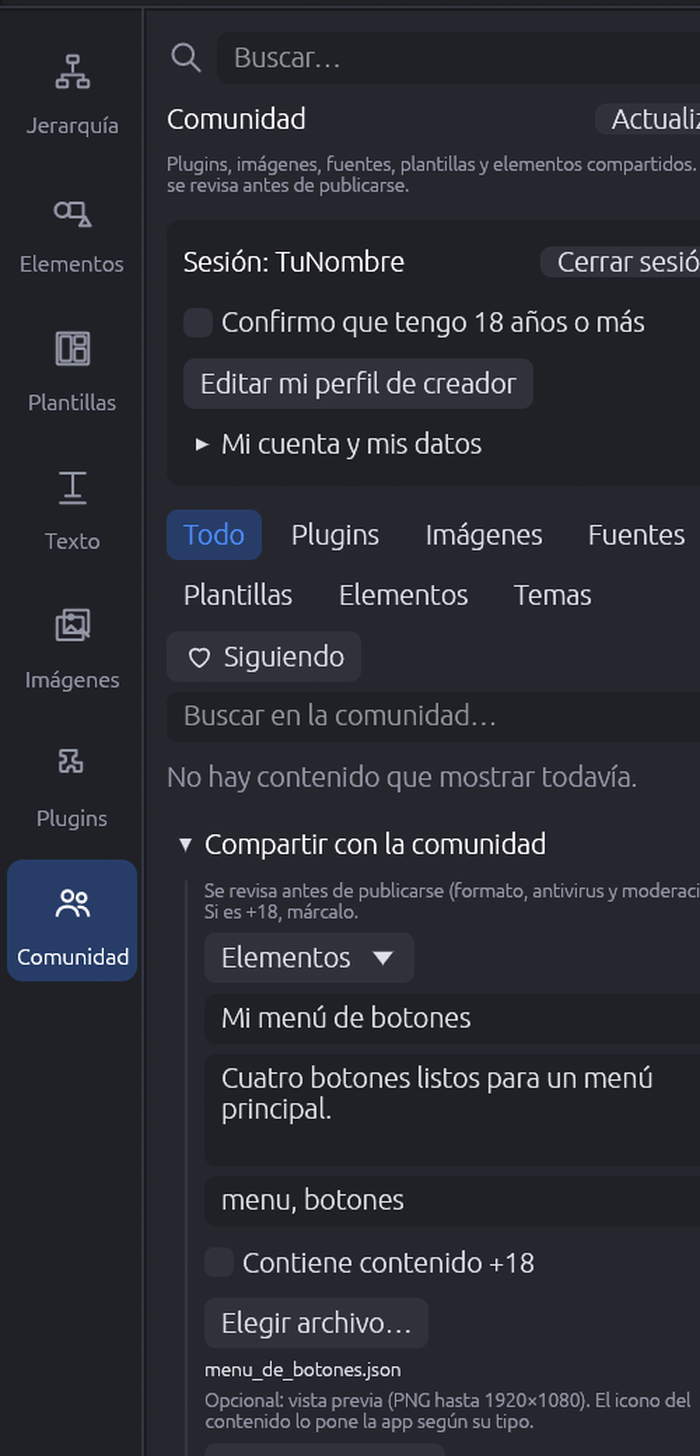 Jerarquía
Elementos
Plantillas
Texto
Imágenes
Plugins
Comunidad
Buscar...
Comunidad
Plugins, imágenes, fuentes, plantillas y elementos compartidos.
se revisa antes de publicarse.
Sesión: TuNombre
Cerrar
Confirmo que tengo 18 años o más
Editar mi perfil de creador
Mi cuenta y mis datos
Todo Plugins Imágenes Fuentes
Plantillas Elementos Temas
Siguiendo
Buscar en la comunidad...
No hay contenido que mostrar todavía.
Compartir con la comunidad
Se revisa antes de publicarse (formato, antivirus y
Si es +18, márcalo.
Elementos
Mi menú de botones
Cuatro botones listos para un menú
principal.
menu, botones
Contiene contenido +18
Elegir archivo...
menu_de_botones.json
Opcional: vista previa (PNG hasta 1920×1080). El icono del
contenido lo pone la app según su tipo.